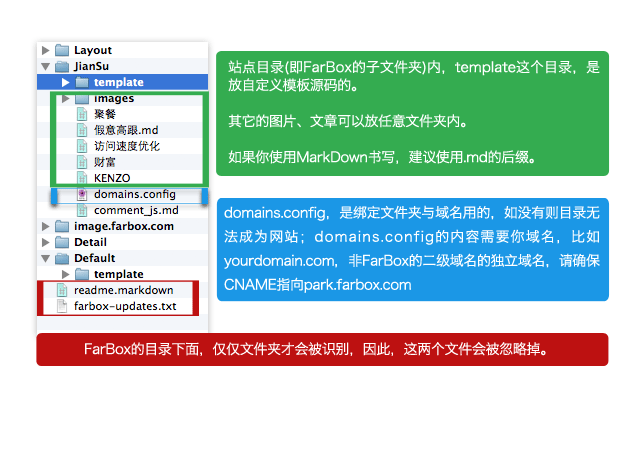 Layout
JianSu
template
images
聚餐
假意高跟.md
访问速度优化
财富
KENZO
domains.config
comment_js.md
image.farbox.com
Detail
Default
template
readme.markdown
farbox-updates.txt
站点目录(即FarBox的子文件夹)内，template这个目录，是
放自定义模板源码的。
其它的图片、文章可以放任意文件夹内。
如果你使用MarkDown书写，建议使用.md的后缀。
domains.config，是绑定文件夹与域名用的，如没有则目录无
法成为网站；domains.config的内容需要你域名，比如
yourdomain.com，非FarBox的二级域名的独立域名，请确保
CNAME指向park.farbox.com
FarBox的目录下面，仅仅文件夹才会被识别，因此，这两个文件会被忽略掉。